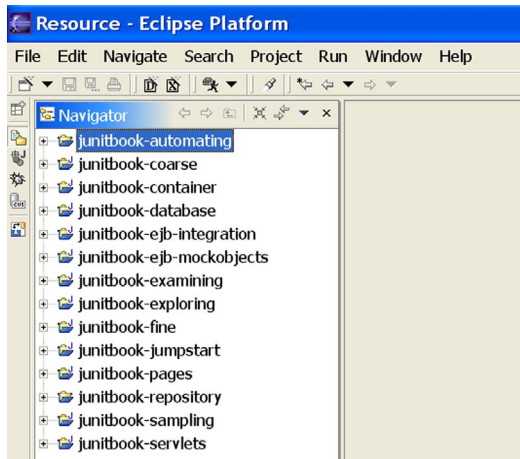 Resource - Eclipse Platform
File Edit Navigate Search Project Run Window Help
Navigator
junitbook-automating
junitbook-coarse
junitbook-container
junitbook-database
junitbook-ejb-integration
junitbook-ejb-mockobjects
junitbook-examining
junitbook-exploring
junitbook-fine
junitbook-jumpstart
junitbook-pages
junitbook-repository
junitbook-sampling
junitbook-servlets